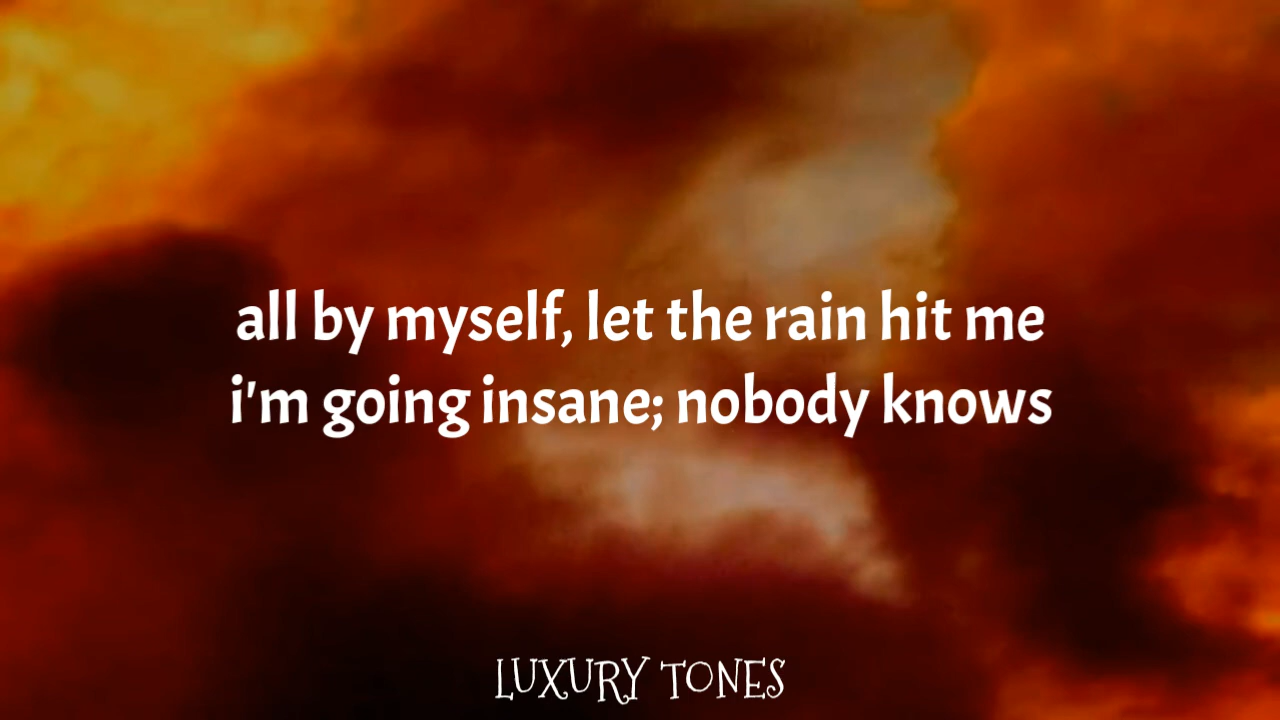 all by myself, let the rain hit me
i'm going insane; nobody knows
LUXURY TONES